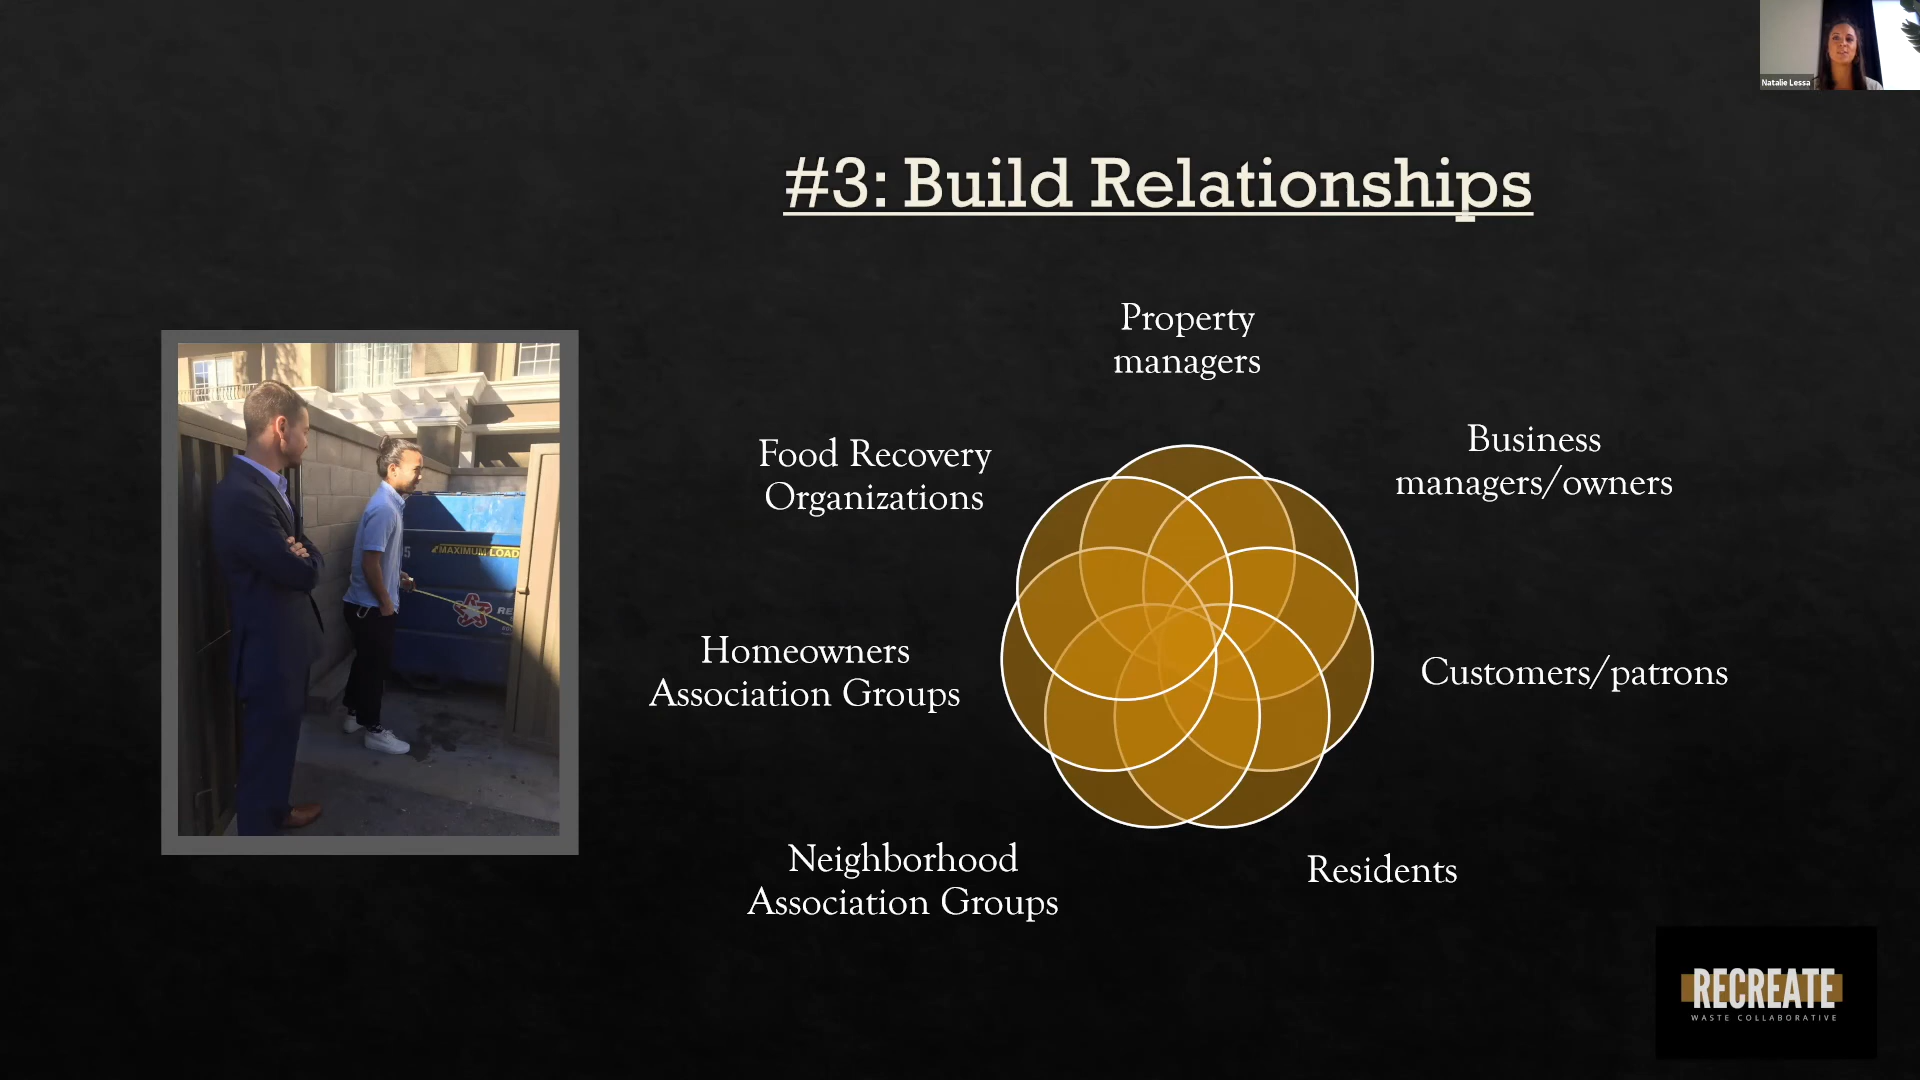 Natalie Lessa
#3: Build Relationships
Property
managers
Business
managers/owners
Food Recovery
Organizations
Customers/patrons
Homeowners
Association Groups
Residents
Neighborhood
Association Groups
MAXIMUM LOAD
RE
RECREATE
WASTE COLLABORATIVE